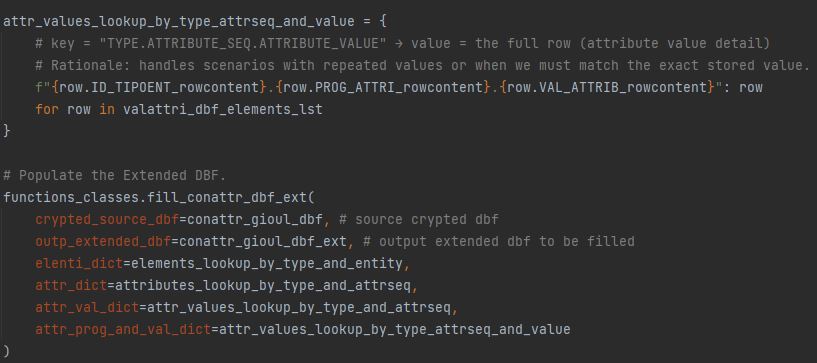 attr_values_lookup_by_type_attrseq_and_value = {
    # key = "TYPE.ATTRIBUTE_SEQ.ATTRIBUTE_VALUE" → value = the full row (attribute value detail)
    # Rationale: handles scenarios with repeated values or when we must match the exact stored value.
    f"{row.ID_TIPOENT_rowcontent}.{row.PROG_ATTRI_rowcontent}.{row.VAL_ATTRIB_rowcontent}": row
    for row in valattri_dbf_elements_lst
}

# Populate the Extended DBF.
functions_classes.fill_conattr_dbf_ext(
    crypted_source_dbf=conattr_gioul_dbf, # source crypted dbf
    outp_extended_dbf=conattr_gioul_dbf_ext, # output extended dbf to be filled
    elenti_dict=elements_lookup_by_type_and_entity,
    attr_dict=attributes_lookup_by_type_and_attrseq,
    attr_val_dict=attr_values_lookup_by_type_and_attrseq,
    attr_prog_and_val_dict=attr_values_lookup_by_type_attrseq_and_value
)